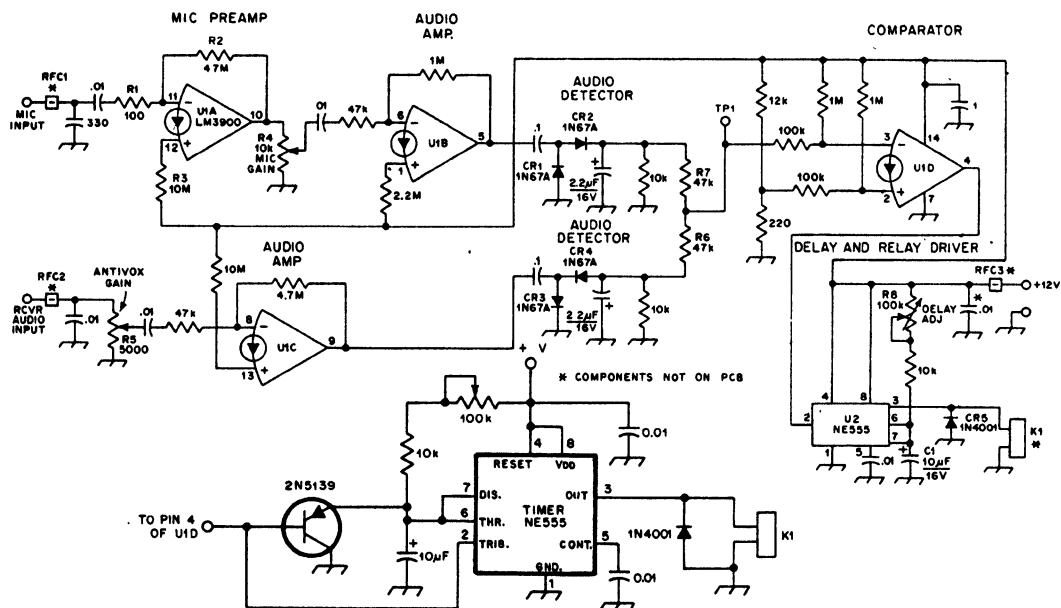 MIC PREAMP
AUDIO
AMP.
COMPARATOR
R2
47M
1M
RFC1
*
.01
R1
100
MIC
INPUT
330
11
U1A
LM3900
12
10
R3
10M
R4
10k
MIC
GAIN
.01
47k
6
U1B
1
5
2.2M
AUDIO
DETECTOR
CR2
1N67A
.1
CR1
1N67A
+
2.2μF
16V
10k
R7
47k
R6
47k
TP1
12k
1M
1M
100k
100k
220
3
U1D
2
14
7
4
1
AUDIO
DETECTOR
CR4
1N67A
.1
CR3
1N67A
+
2.2μF
16V
10k
RFC2
*
ANTIVOX
GAIN
RCVR
AUDIO
INPUT
.01
R5
5000
.01
47k
10M
AUDIO
AMP
4.7M
8
U1C
13
9
DELAY AND RELAY DRIVER
RFC3*
+12V
*
.01
R8
100k
DELAY
ADJ
10k
4
8
2
U2
NE555
3
6
7
1
5
.01
+
C1
10μF
16V
CR5
1N4001
K1
*
* COMPONENTS NOT ON PCB
+ V
100k
0.01
10k
4
8
RESET
VDD
2N5139
TO PIN 4
OF U1D
7
DIS.
6
THR.
2
TRIB.
TIMER
NE555
OUT
3
CONT.
5
GND.
1
+
10μF
0.01
1N4001
K1